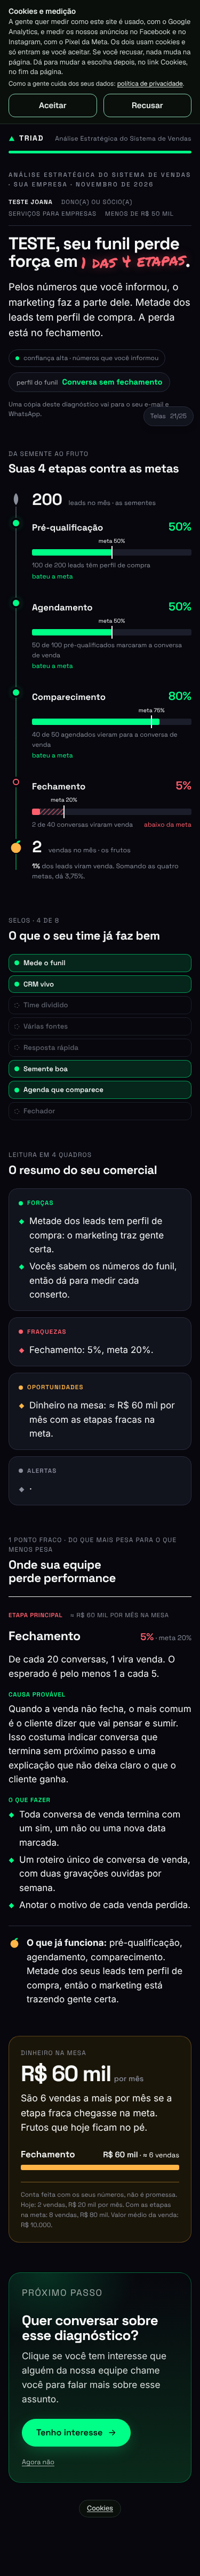 Cookies e medição
A gente quer medir como este site é usado, com o Google
Analytics, e medir os nossos anúncios no Facebook e
Instagram, com o Pixel da Meta. Os dois usam cookies e
só entram se você aceitar. Se você recusar, nada muda na
página. Dá para mudar a escolha depois, no link Cookies,
no fim da página.
Como a gente cuida dos seus dados: política de privacidade.
Aceitar
Recusar
TRIAD
Análise Estratégica do Sistema de Vendas
ANÁLISE ESTRATÉGICA DO SISTEMA DE VENDAS
· SUA EMPRESA · NOVEMBRO DE 2026
TESTE JOANA DONO(A) OU SÓCIO(A)
SERVIÇOS PARA EMPRESAS MENOS DE R$ 50 MIL
TESTE, seu funil perde
força em 1 das 4 etapas.
Pelos números que você informou, o
marketing faz a parte dele. Metade dos
leads tem perfil de compra. A perda
está no fechamento.
confiança alta · números que você informou
perfil do funil Conversa sem fechamento
Uma cópia deste diagnóstico vai para o seu e-mail e
WhatsApp.
Telas 21/25
DA SEMENTE AO FRUTO
Suas 4 etapas contra as metas
200 leads no mês · as sementes
Pré-qualificação 50%
meta 50%
100 de 200 leads têm perfil de compra
bateu a meta
Agendamento 50%
meta 50%
50 de 100 pré-qualificados marcaram a conversa
de venda
bateu a meta
Comparecimento 80%
meta 75%
40 de 50 agendados vieram para a conversa de
venda
bateu a meta
Fechamento 5%
meta 20%
2 de 40 conversas viraram venda abaixo da meta
2 vendas no mês · os frutos
1% dos leads viram venda. Somando as quatro
metas, dá 3,75%.
SELOS · 4 DE 8
O que o seu time já faz bem
Mede o funil
CRM vivo
Time dividido
Várias fontes
Resposta rápida
Semente boa
Agenda que comparece
Fechador
LEITURA EM 4 QUADROS
O resumo do seu comercial
FORÇAS
Metade dos leads tem perfil de
compra: o marketing traz gente
certa.
Vocês sabem os números do funil,
então dá para medir cada
conserto.
FRAQUEZAS
Fechamento: 5%, meta 20%.
OPORTUNIDADES
Dinheiro na mesa: ≈ R$ 60 mil por
mês com as etapas fracas na
meta.
ALERTAS
1 PONTO FRACO · DO QUE MAIS PESA PARA O QUE
MENOS PESA
Onde sua equipe
perde performance
ETAPA PRINCIPAL ≈ R$ 60 MIL POR MÊS NA MESA
Fechamento 5% · meta 20%
De cada 20 conversas, 1 vira venda. O
esperado é pelo menos 1 a cada 5.
CAUSA PROVÁVEL
Quando a venda não fecha, o mais comum
é o cliente dizer que vai pensar e sumir.
Isso costuma indicar conversa que
termina sem próximo passo e uma
explicação que não deixa claro o que o
cliente ganha.
O QUE FAZER
Toda conversa de venda termina com
um sim, um não ou uma nova data
marcada.
Um roteiro único de conversa de venda,
com duas gravações ouvidas por
semana.
Anotar o motivo de cada venda perdida.
O que já funciona: pré-qualificação,
agendamento, comparecimento.
Metade dos seus leads tem perfil de
compra, então o marketing está
trazendo gente certa.
DINHEIRO NA MESA
R$ 60 mil por mês
São 6 vendas a mais por mês se a
etapa fraca chegasse na meta.
Frutos que hoje ficam no pé.
Fechamento R$ 60 mil · ≈ 6 vendas
Conta feita com os seus números, não é promessa.
Hoje: 2 vendas, R$ 20 mil por mês. Com as etapas
na meta: 8 vendas, R$ 80 mil. Valor médio da venda:
R$ 10.000.
PRÓXIMO PASSO
Quer conversar sobre
esse diagnóstico?
Clique se você tem interesse que
alguém da nossa equipe chame
você para falar mais sobre esse
assunto.
Tenho interesse →
Agora não
Cookies